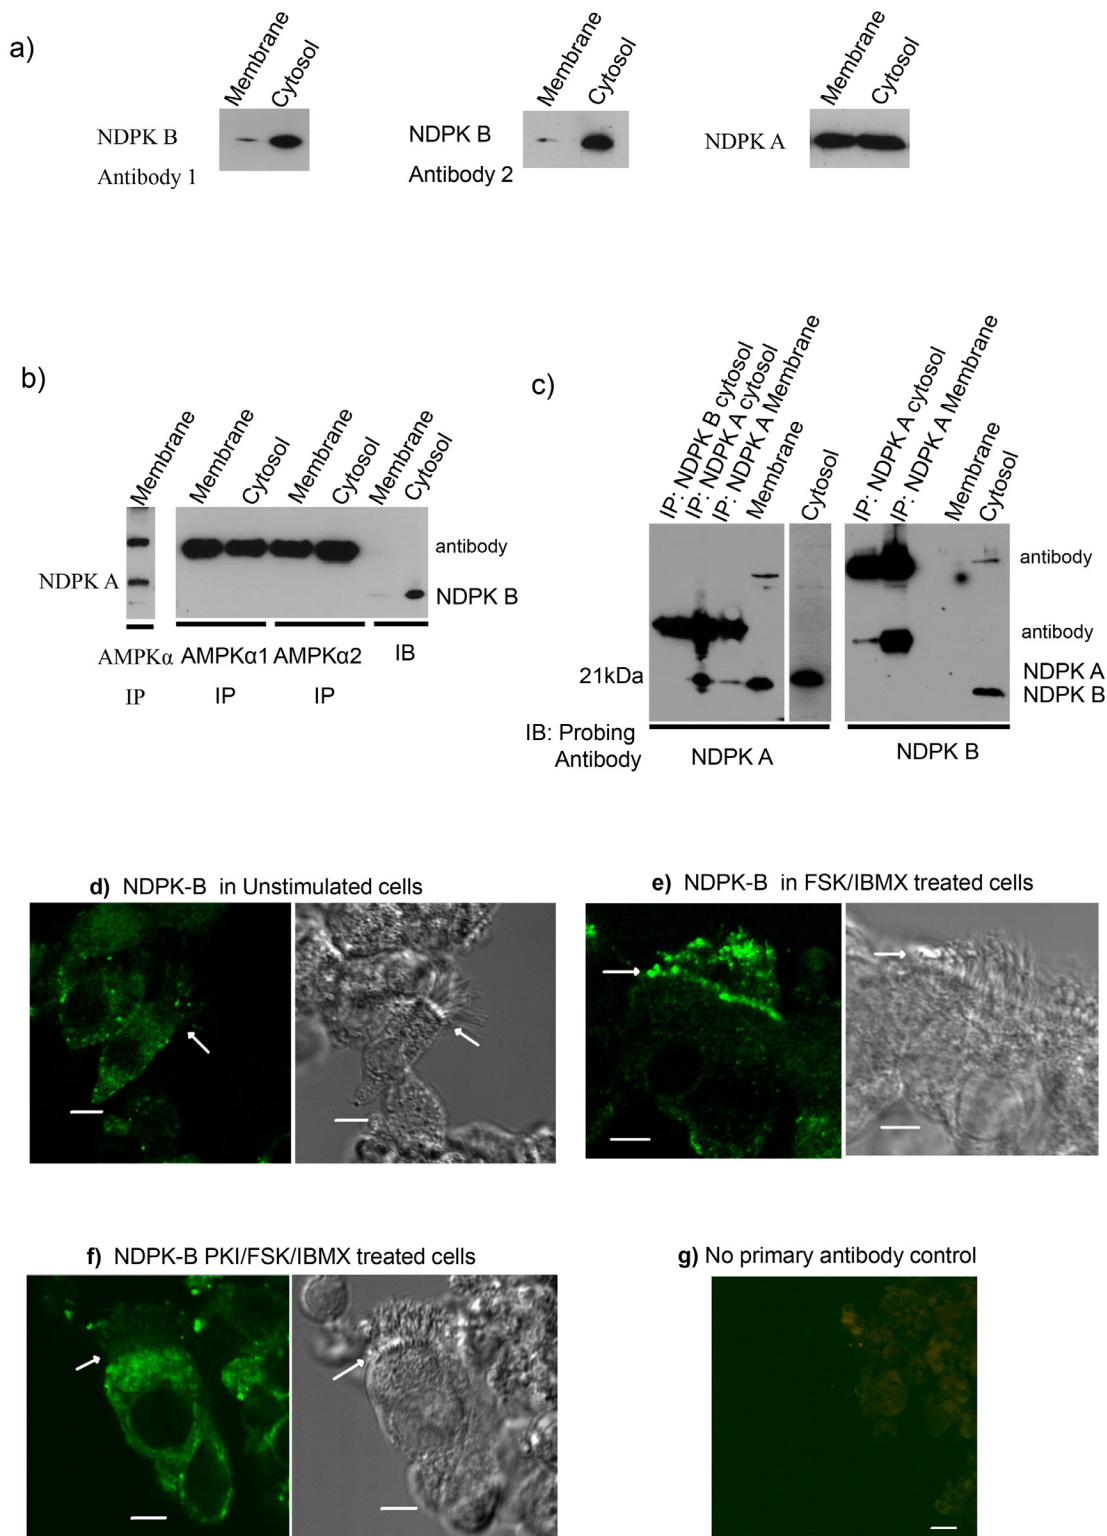 a)
Membrane
Cytosol
NDPK B
Antibody 1
Membrane
Cytosol
NDPK B
Antibody 2
Membrane
Cytosol
NDPK A
b)
Membrane
Membrane
Cytosol
Membrane
Cytosol
Membrane
Cytosol
antibody
NDPK A
NDPK B
AMPKα AMPKα1 AMPKα2 IB
IP IP IP
c)
IP: NDPK B cytosol
IP: NDPK A cytosol
IP: NDPK A Membrane
Membrane
Cytosol
IP: NDPK A cytosol
IP: NDPK A Membrane
Membrane
Cytosol
antibody
antibody
21kDa
NDPK A
NDPK B
IB: Probing
Antibody
NDPK A
NDPK B
d) NDPK-B in Unstimulated cells
e) NDPK-B in FSK/IBMX treated cells
f) NDPK-B PKI/FSK/IBMX treated cells
g) No primary antibody control